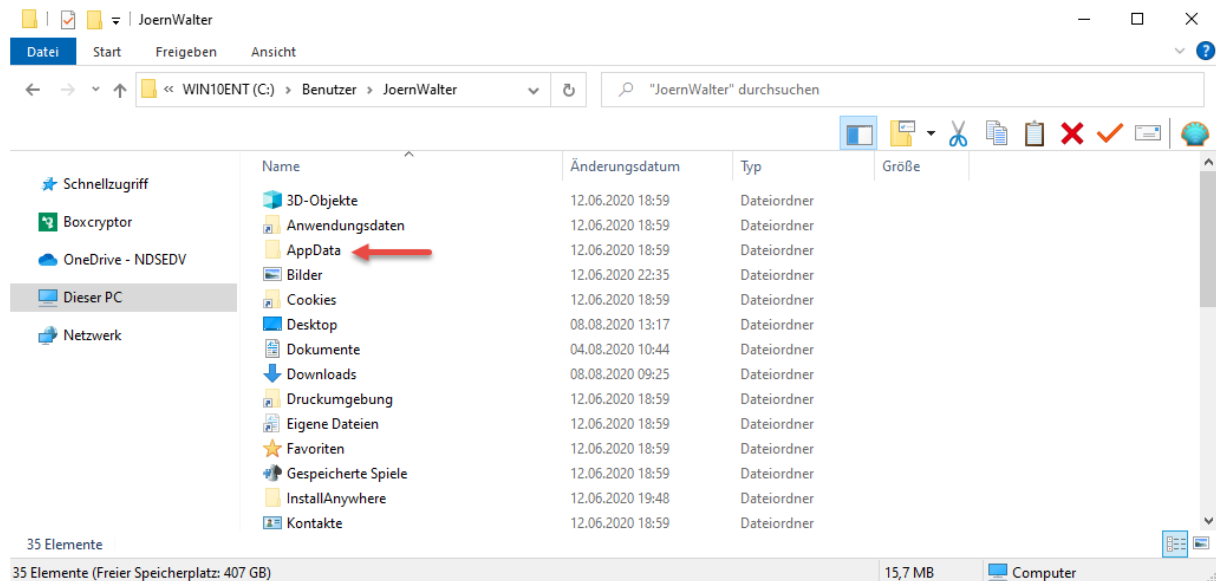 JoernWalter
Datei Start Freigeben Ansicht
« WIN10ENT (C:) › Benutzer › JoernWalter
"JoernWalter" durchsuchen
Schnellzugriff
Boxcryptor
OneDrive - NDSEDV
Dieser PC
Netzwerk
Name Änderungsdatum Typ Größe
3D-Objekte 12.06.2020 18:59 Dateiordner
Anwendungsdaten 12.06.2020 18:59 Dateiordner
AppData 12.06.2020 18:59 Dateiordner
Bilder 12.06.2020 22:35 Dateiordner
Cookies 12.06.2020 18:59 Dateiordner
Desktop 08.08.2020 13:17 Dateiordner
Dokumente 04.08.2020 10:44 Dateiordner
Downloads 08.08.2020 09:25 Dateiordner
Druckumgebung 12.06.2020 18:59 Dateiordner
Eigene Dateien 12.06.2020 18:59 Dateiordner
Favoriten 12.06.2020 18:59 Dateiordner
Gespeicherte Spiele 12.06.2020 18:59 Dateiordner
InstallAnywhere 12.06.2020 19:48 Dateiordner
Kontakte 12.06.2020 18:59 Dateiordner
35 Elemente
35 Elemente (Freier Speicherplatz: 407 GB) 15,7 MB Computer